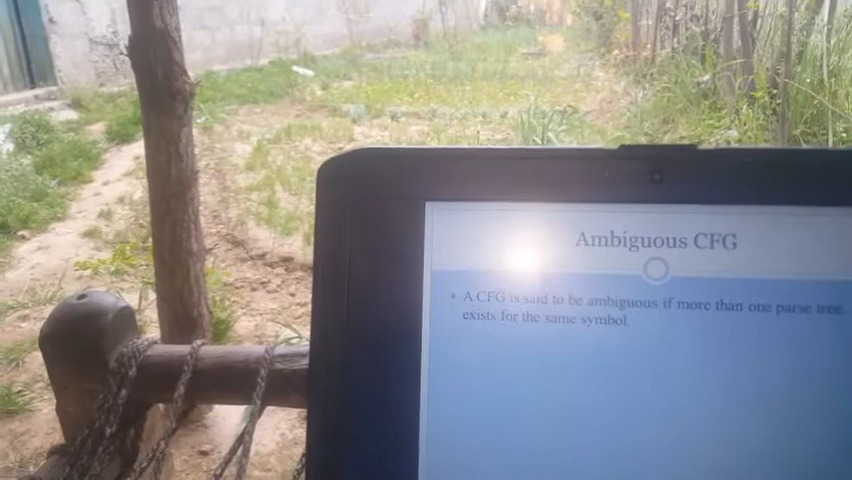 Ambiguous CFG
• A CFG is said to be ambiguous if more than one parse tree
exists for the same symbol